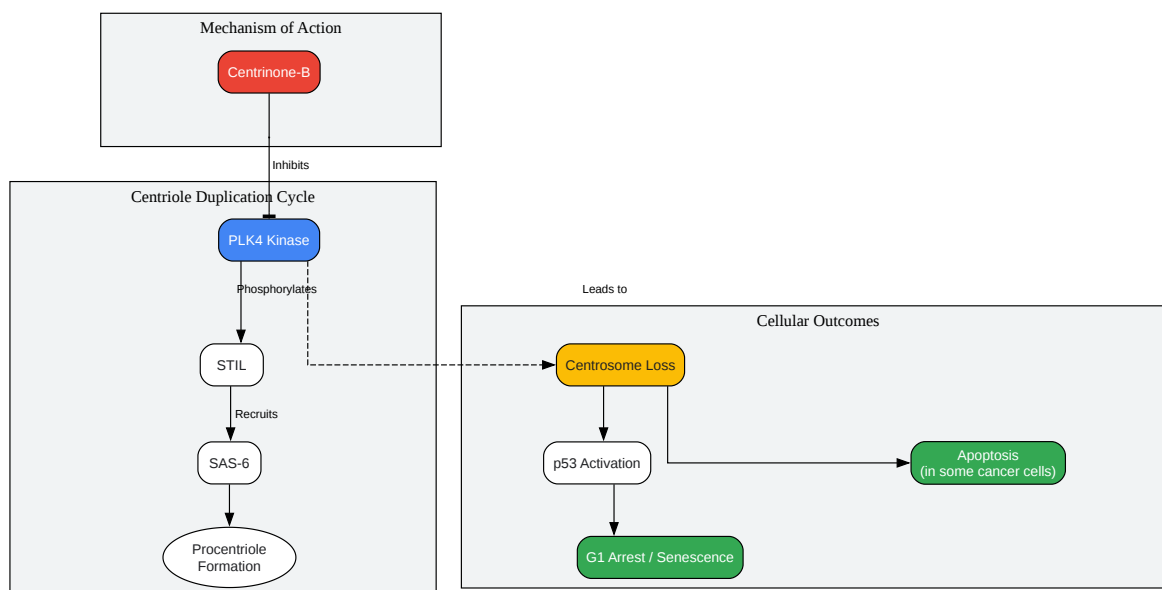 Mechanism of Action
Centrinone-B
Inhibits
Centriole Duplication Cycle
PLK4 Kinase
Phosphorylates
STIL
Recruits
SAS-6
Procentriole
Formation
Leads to
Cellular Outcomes
Centrosome Loss
p53 Activation
Apoptosis
(in some cancer cells)
G1 Arrest / Senescence